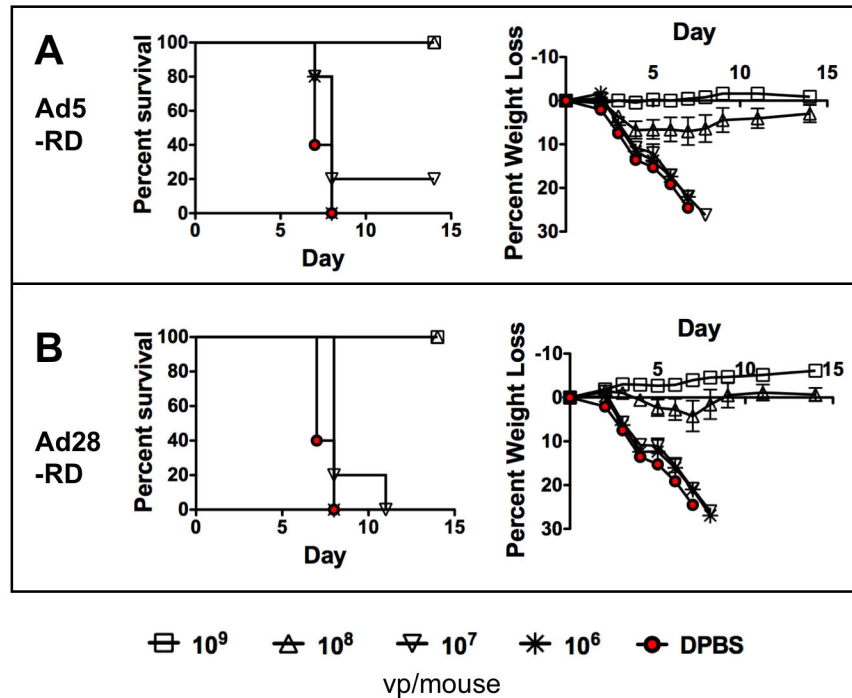 A
Ad5
-RD
Percent survival
100
80
60
40
20
0
0 5 10 15
Day
Day
Percent Weight Loss
-10
0
10
20
30
5 10 15
B
Ad28
-RD
Percent survival
100
80
60
40
20
0
0 5 10 15
Day
Day
Percent Weight Loss
-10
0
10
20
30
5 10 15
10⁹ 10⁸ 10⁷ 10⁶ DPBS
vp/mouse